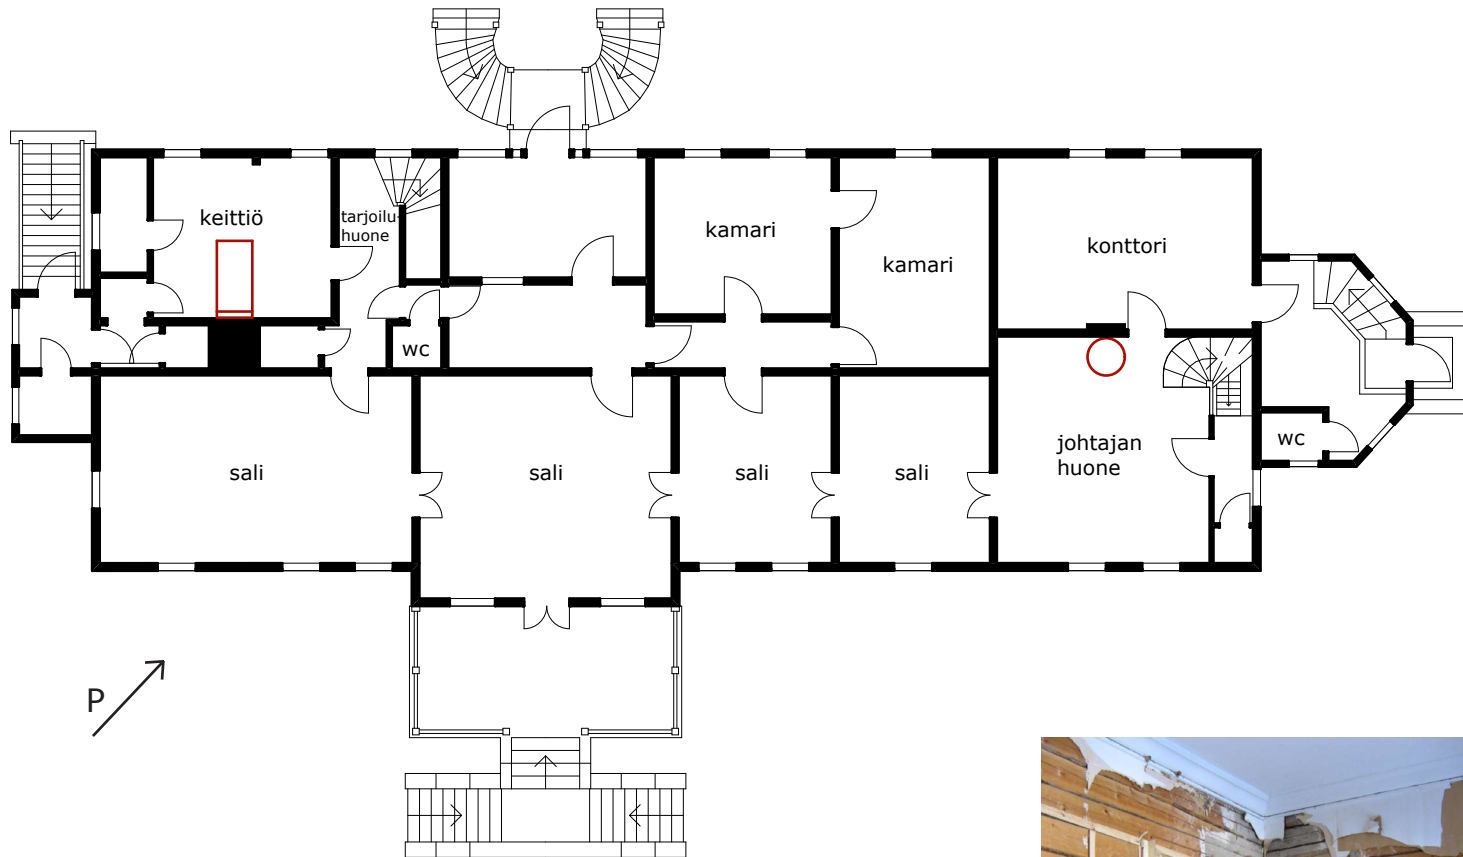 keittiö
tarjoilu-
huone
kamari
kamari
konttori
wc
sali
sali
sali
sali
johtajan
huone
wc
P